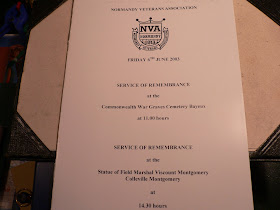 NORMANDY VETERANS ASSOCIATION
NVA
FRIDAY 6TH JUNE 2003
SERVICE OF REMEMBRANCE
at the
Commonwealth War Graves Cemetery-Bayeux
at 11.00 hours
SERVICE OF REMEMBRANCE
at the
Statue of Field Marshal Viscount Montgomery
Colleville Montgomery
at
14.30 hours